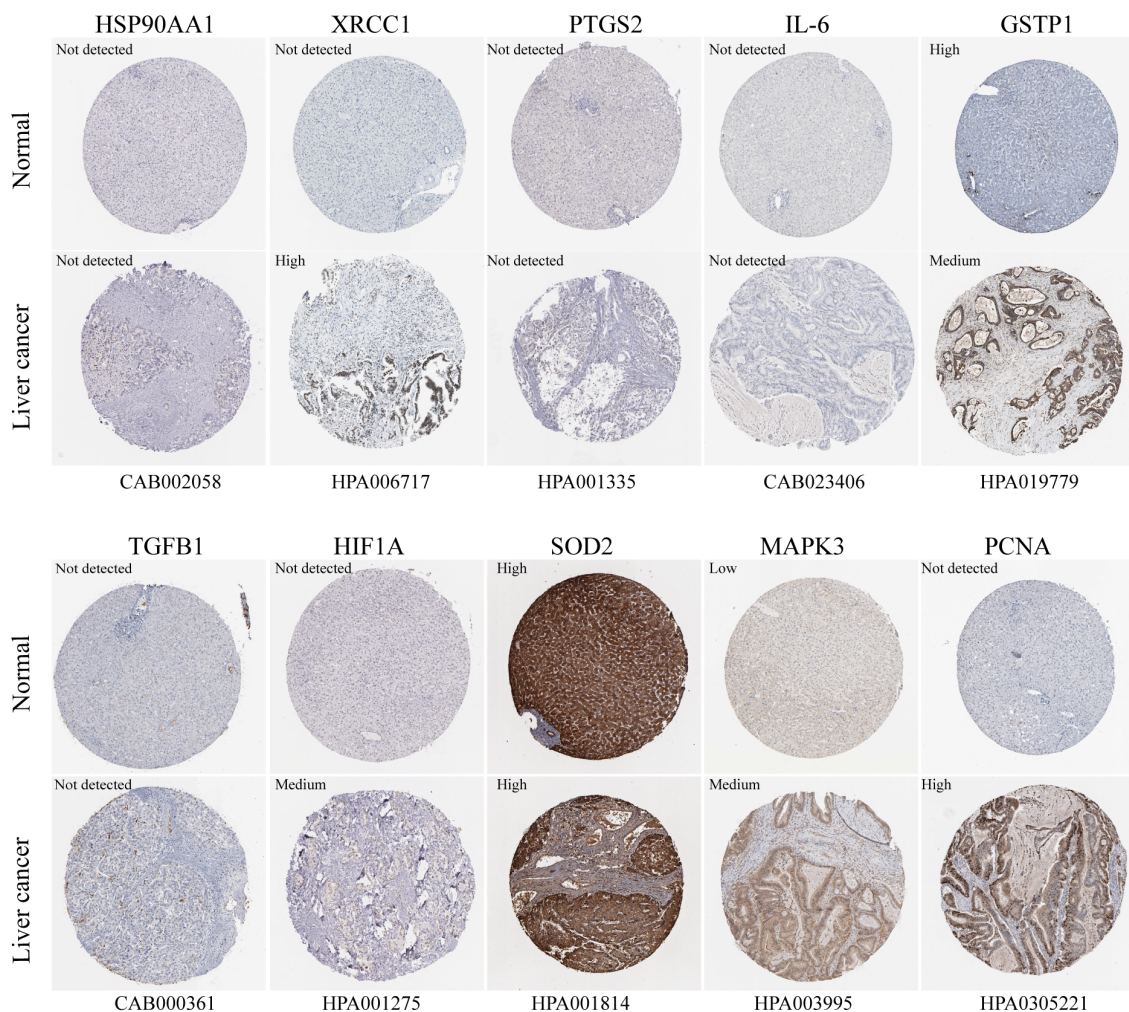 HSP90AA1 XRCC1 PTGS2 IL-6 GSTP1
Normal
Not detected Not detected Not detected Not detected High
Liver cancer
Not detected High Not detected Not detected Medium
CAB002058 HPA006717 HPA001335 CAB023406 HPA019779
TGFB1 HIF1A SOD2 MAPK3 PCNA
Normal
Not detected Not detected High Low Not detected
Liver cancer
Not detected Medium High Medium High
CAB000361 HPA001275 HPA001814 HPA003995 HPA0305221